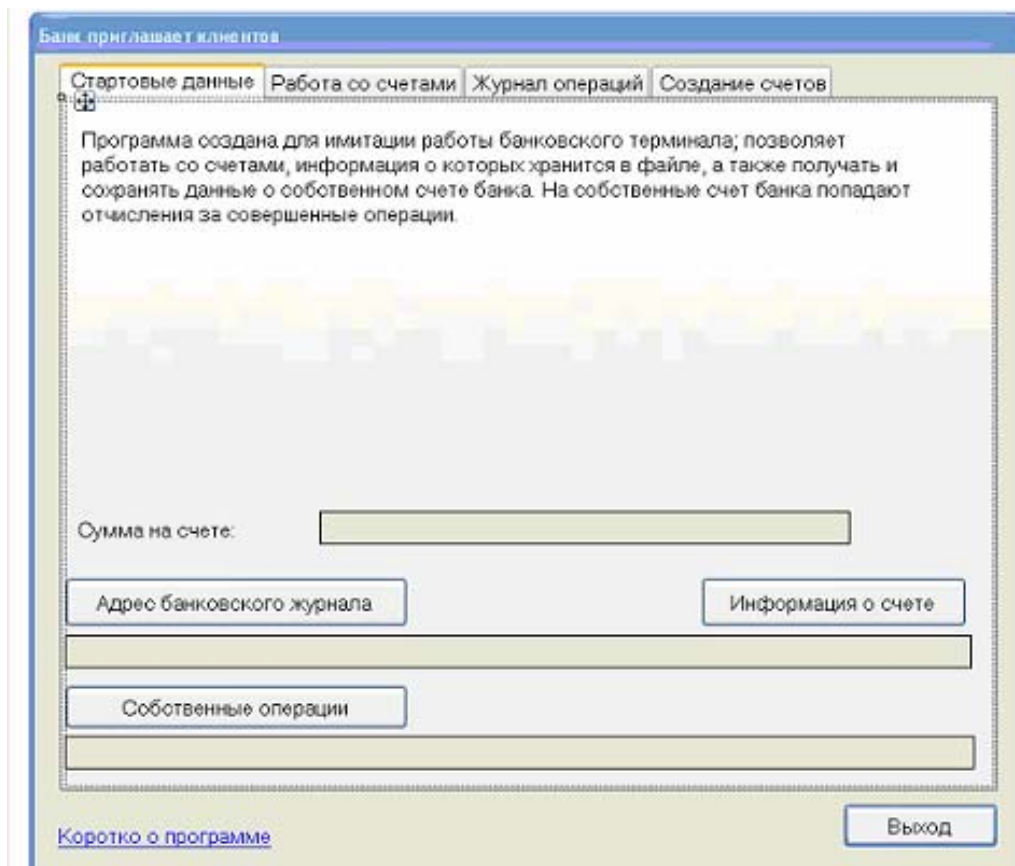 Банк приглашает клиентов
Стартовые данные Работа со счетами Журнал операций Создание счетов
Программа создана для имитации работы банковского терминала; позволяет
работать со счетами, информация о которых хранится в файле, а также получать и
сохранять данные о собственном счете банка. На собственные счет банка попадают
отчисления за совершенные операции.
Сумма на счете:
Адрес банковского журнала Информация о счете
Собственные операции
Коротко о программе Выход